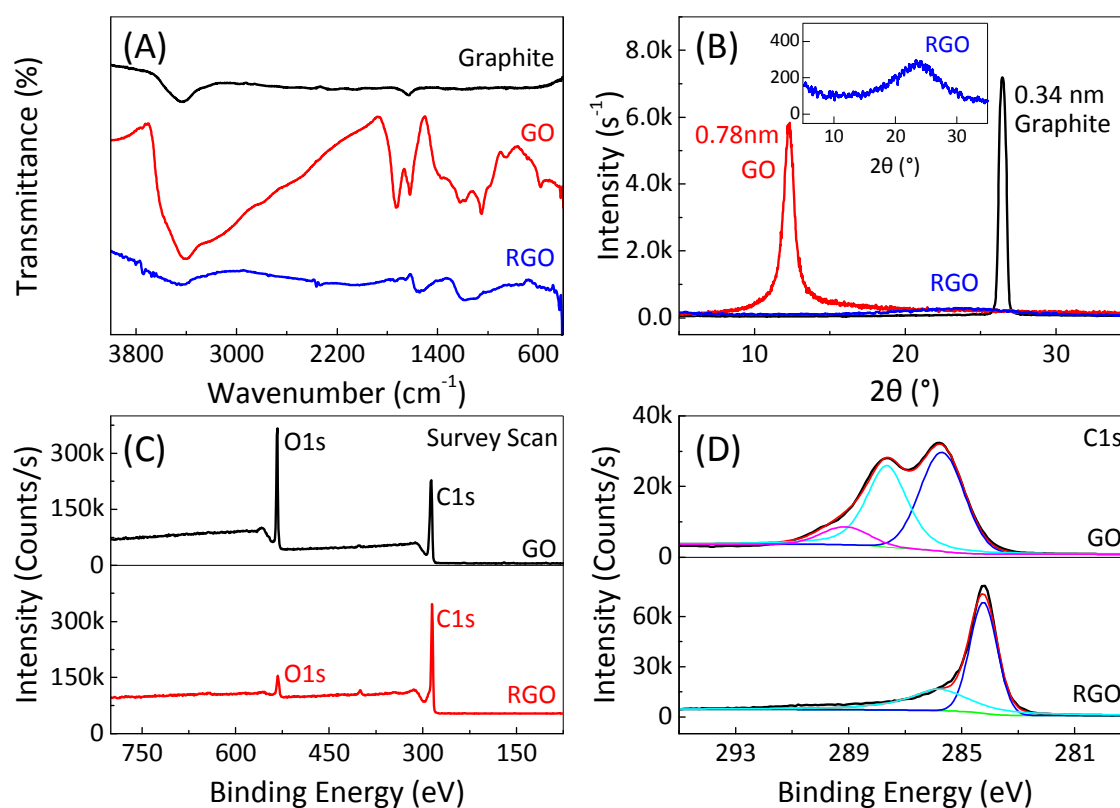 (A)
Graphite
GO
RGO
Transmittance (%)
3800 3000 2200 1400 600
Wavenumber (cm⁻¹)
(B)
8.0k
6.0k
4.0k
2.0k
0.0
Intensity (s⁻¹)
0.78nm
GO
0.34 nm
Graphite
RGO
10 20 30
2θ (°)
400
200
0
RGO
10 20 30
2θ (°)
(C)
Survey Scan
O1s
C1s
GO
300k
150k
0
C1s
O1s
RGO
300k
150k
0
Intensity (Counts/s)
750 600 450 300 150
Binding Energy (eV)
(D)
C1s
GO
40k
20k
0
RGO
60k
30k
0
Intensity (Counts/s)
293 289 285 281
Binding Energy (eV)